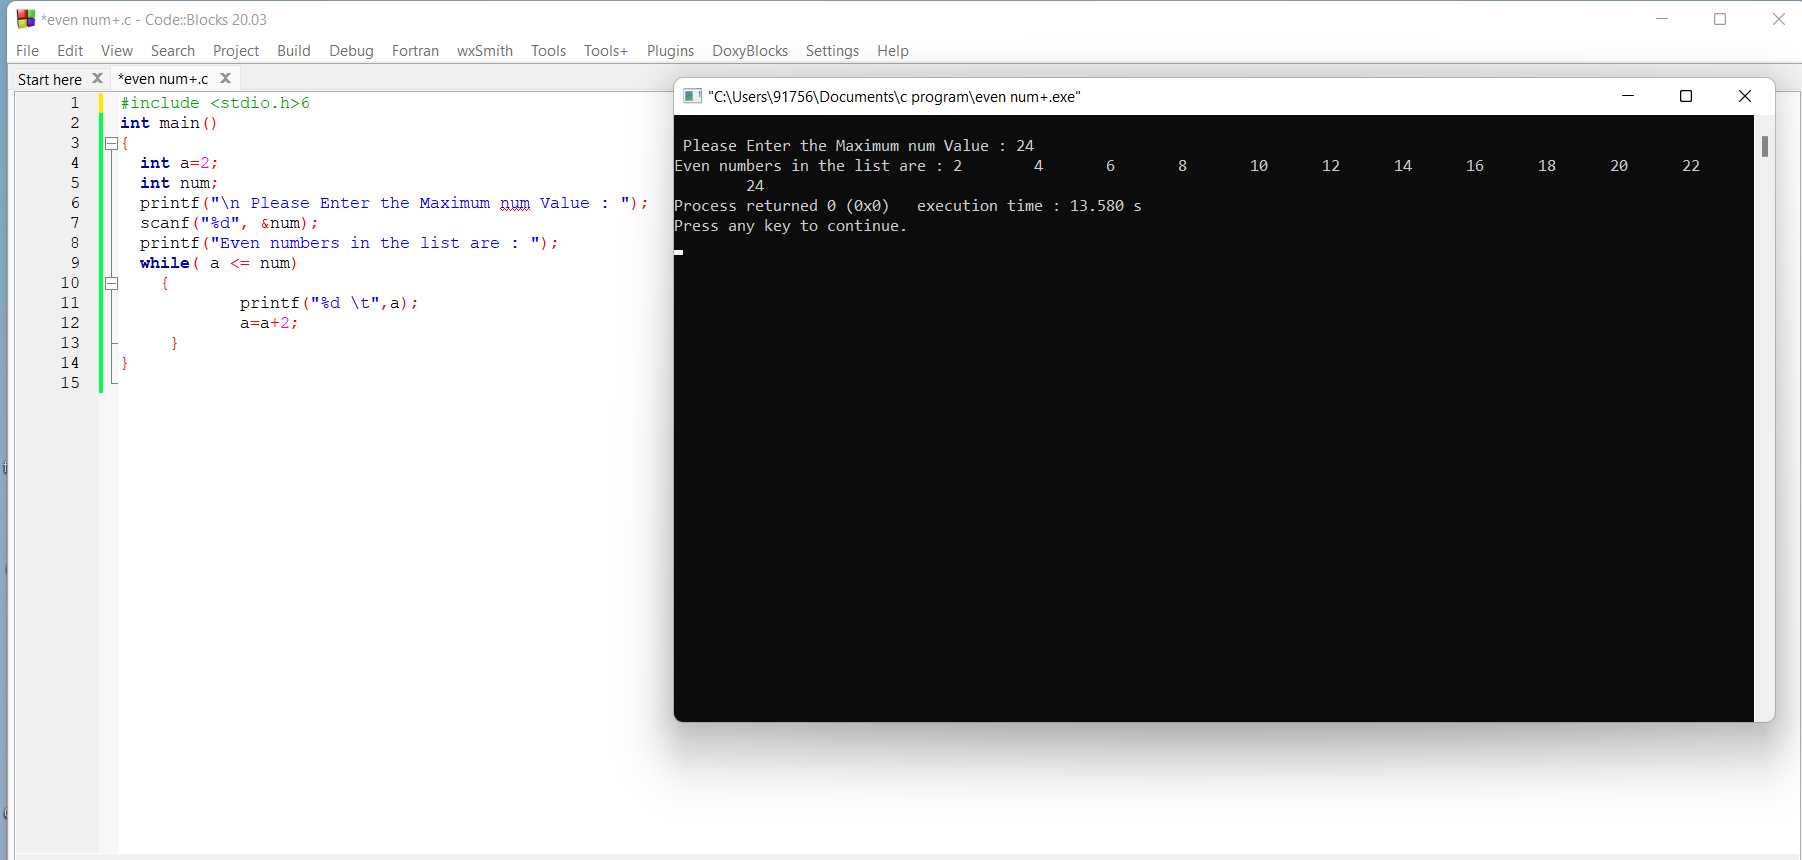 *even num+.c - Code::Blocks 20.03
File Edit View Search Project Build Debug Fortran wxSmith Tools Tools+ Plugins DoxyBlocks Settings Help
Start here *even num+.c
1 #include <stdio.h>6
2 int main()
3 {
4 int a=2;
5 int num;
6 printf("\n Please Enter the Maximum num Value : ");
7 scanf("%d", &num);
8 printf("Even numbers in the list are : ");
9 while( a <= num)
10 {
11 printf("%d \t",a);
12 a=a+2;
13 }
14 }
15
"C:\Users\91756\Documents\c program\even num+.exe"
Please Enter the Maximum num Value : 24
Even numbers in the list are : 2 4 6 8 10 12 14 16 18 20 22
24
Process returned 0 (0x0) execution time : 13.580 s
Press any key to continue.